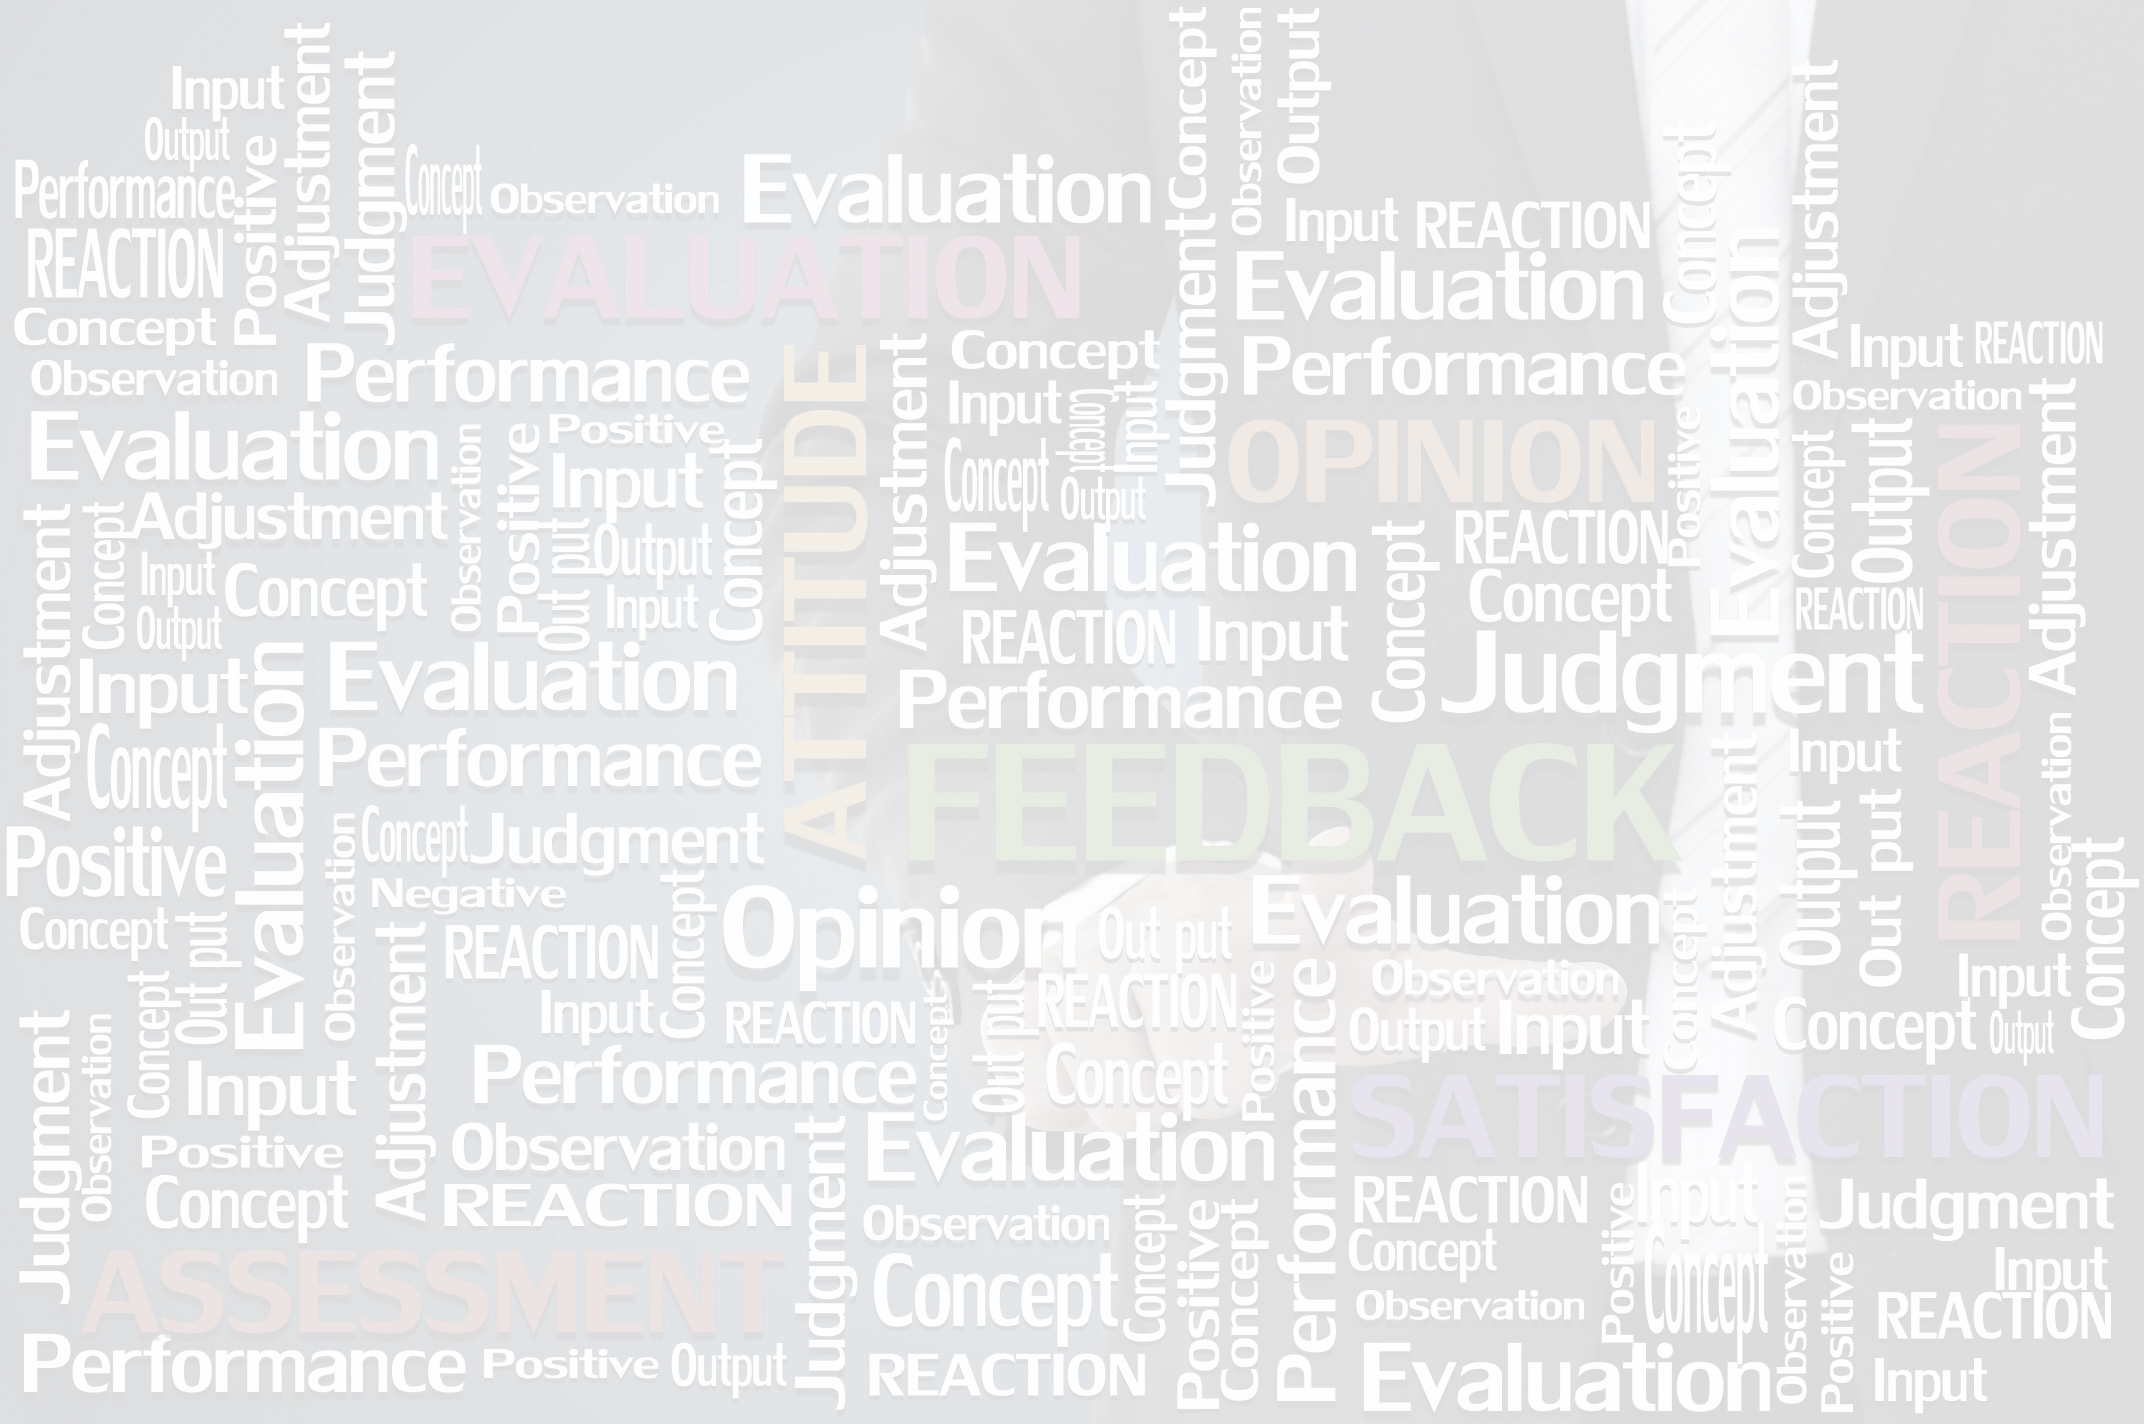 Input
Output
Performance
REACTION
Concept
Positive
Adjustment
Judgment
Concept
Observation
Evaluation
EVALUATION
Concept
Observation
Output
Judgment
Input
REACTION
Evaluation
Performance
Concept
Evaluation
Adjustment
Input
REACTION
Observation
Observation
Performance
Evaluation
Adjustment
Observation
Positive
Positive
Input
Out put
Output
Input
Concept
ATTITUDE
Adjustment
Concept
Input
Concept
Input
Concept
Output
OPINION
Positive
Concept
Output
REACTION
Adjustment
Evaluation
REACTION
Input
Performance
Concept
REACTION
Concept
Judgment
REACTION
Adjustment
Concept
Input
Output
Concept
Input
Evaluation
Evaluation
Performance
Concept
FEEDBACK
Adjustment
Input
Output
Out put
Observation
Concept
Positive
Concept
Out put
Observation
Concept
Judgment
Negative
Adjustment
REACTION
Concept
Opinion
Out put
Evaluation
Input
REACTION
Concept
Out put
REACTION
Concept
Positive
Performance
Observation
Output
Input
Concept
Input
Concept
Output
Judgment
Observation
Concept
Input
Performance
Positive
Concept
Observation
REACTION
Judgment
Evaluation
SATISFACTION
Observation
Concept
Concept
Positive
Concept
REACTION
Concept
Observation
Positive
Input
Concept
Observation
Positive
Judgment
Input
REACTION
ASSESSMENT
Performance
Positive
Output
REACTION
Evaluation
Input